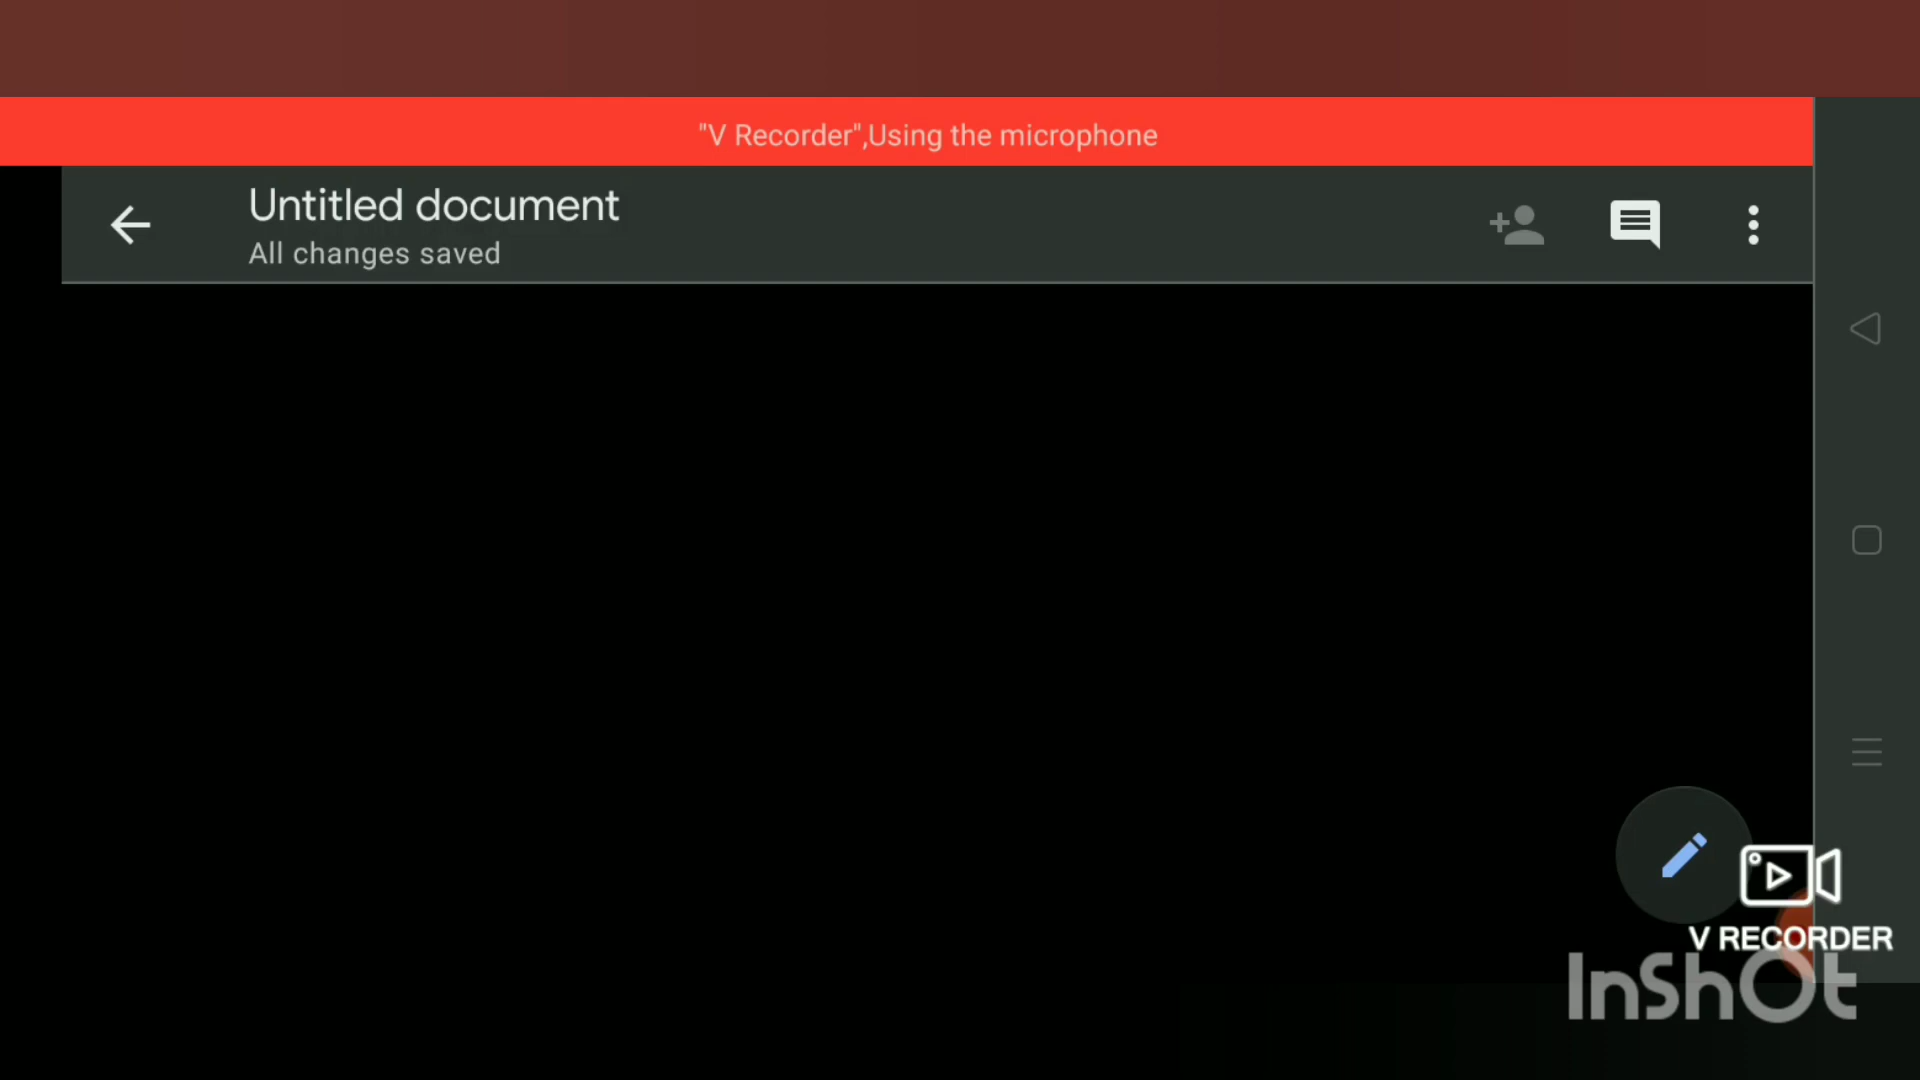 "V Recorder",Using the microphone
Untitled document
All changes saved
V RECORDER
InShOt